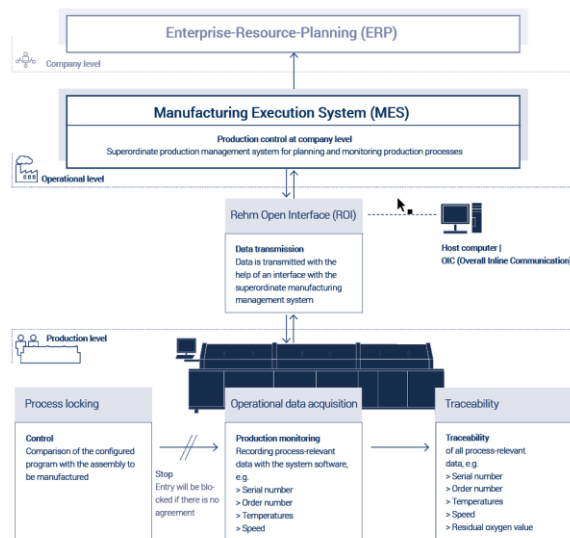 Enterprise-Resource-Planning (ERP)
Company level
Manufacturing Execution System (MES)
Production control at company level
Superordinate production management system for planning and monitoring production processes
Operational level
Rehm Open Interface (ROI)
Data transmission
Data is transmitted with the
help of an interface with the
superordinate manufacturing
management system
Host computer |
OIC (Overall Inline Communication)
Production level
Process locking
Control
Comparison of the configured
program with the assembly to
be manufactured
Stop
Entry will be blo-
cked if there is no
agreement
Operational data acquisition
Production monitoring
Recording process-relevant
data with the system software,
e.g.
> Serial number
> Order number
> Temperatures
> Speed
Traceability
Traceability
of all process-relevant
data, e.g.
> Serial number
> Order number
> Temperatures
> Speed
> Residual oxygen value